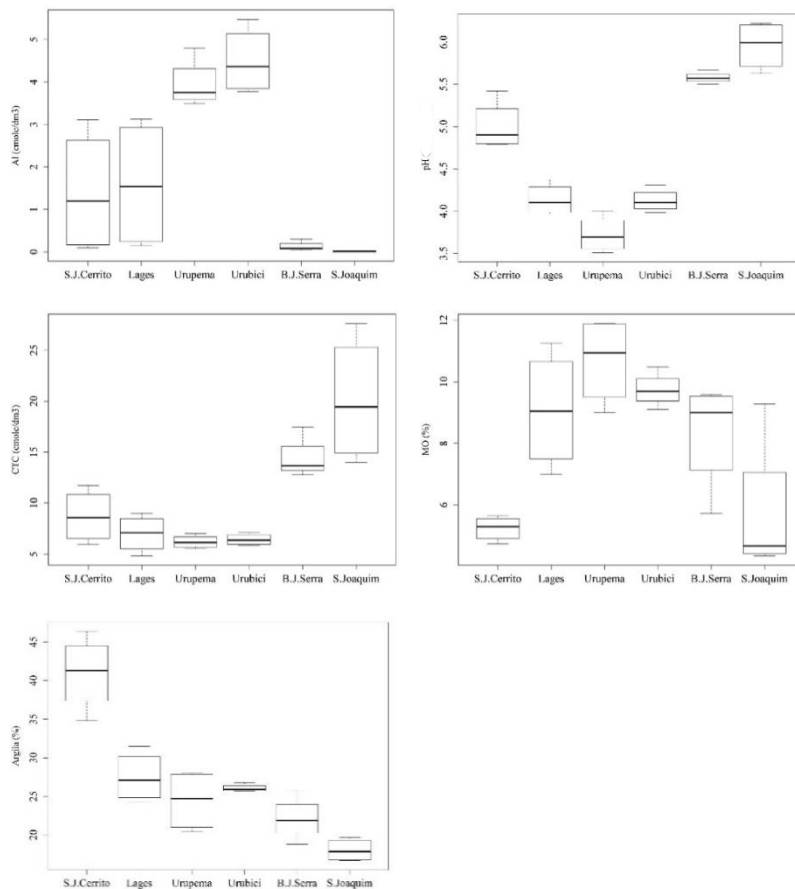 Al (cmolc/dm3)
5
4
3
2
1
0
S.J.Cerrito Lages Urupema Urubici B.J.Serra S.Joaquim
pH (
6.0
5.5
5.0
4.5
4.0
3.5
S.J.Cerrito Lages Urupema Urubici B.J.Serra S.Joaquim
CTC (cmolc/dm3)
25
20
15
10
5
S.J.Cerrito Lages Urupema Urubici B.J.Serra S.Joaquim
MO (%)
12
10
8
6
S.J.Cerrito Lages Urupema Urubici B.J.Serra S.Joaquim
Argila (%)
45
40
35
30
25
20
S.J.Cerrito Lages Urupema Urubici B.J.Serra S.Joaquim